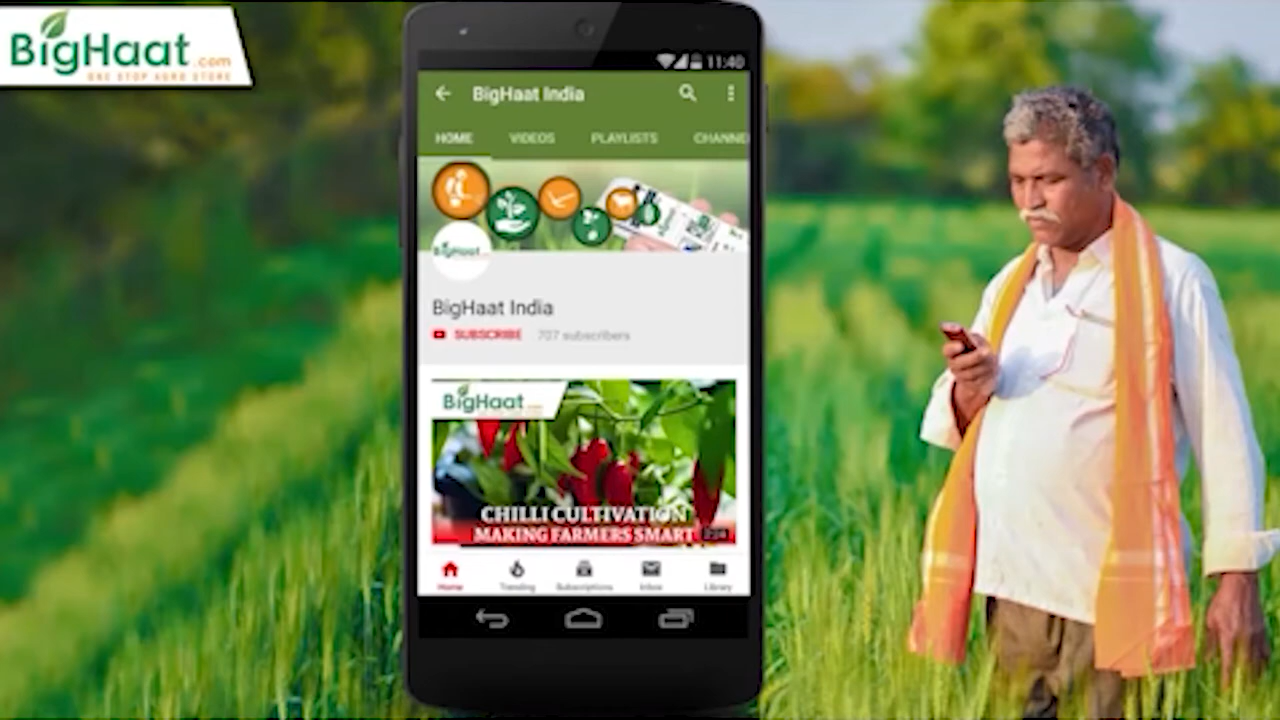 BigHaat.com
ONE STOP AGRO STORE
11:40
BigHaat India
HOME VIDEOS PLAYLISTS CHANNE
BigHaat
BigHaat India
SUBSCRIBE 707 subscribers
BigHaat
CHILLI CULTIVATION
MAKING FARMERS SMART
Home Trending Subscriptions Inbox Library